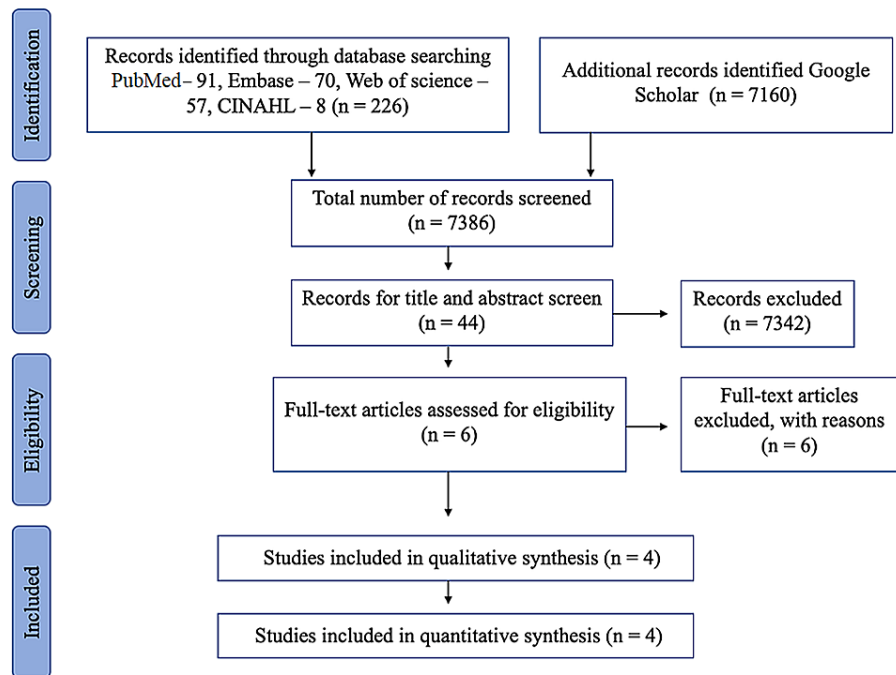 Identification
Records identified through database searching
PubMed– 91, Embase – 70, Web of science –
57, CINAHL – 8 (n = 226)
Additional records identified Google
Scholar (n = 7160)
Screening
Total number of records screened
(n = 7386)
Records for title and abstract screen
(n = 44)
Records excluded
(n = 7342)
Eligibility
Full-text articles assessed for eligibility
(n = 6)
Full-text articles
excluded, with reasons
(n = 6)
Included
Studies included in qualitative synthesis (n = 4)
Studies included in quantitative synthesis (n = 4)